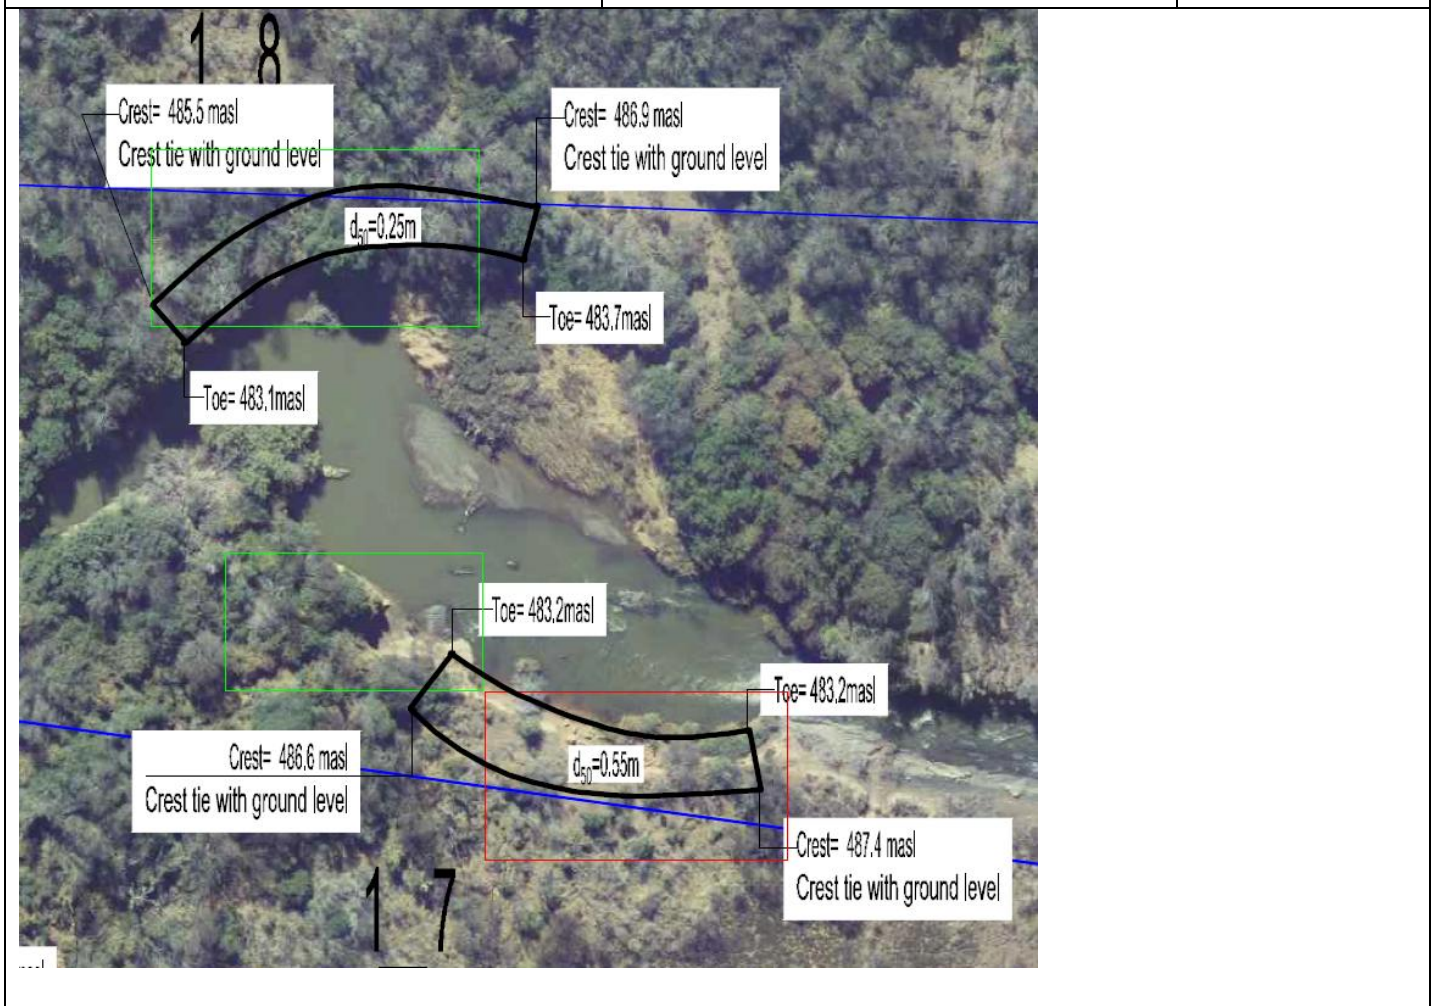 1 8
Crest= 485.5 masl
Crest tie with ground level
Crest= 486.9 masl
Crest tie with ground level
d50=0.25m
Toe= 483.7masl
Toe= 483.1masl
Toe= 483.2masl
Toe= 483.2masl
Crest= 486.6 masl
Crest tie with ground level
d50=0.55m
Crest= 487.4 masl
Crest tie with ground level
1 7